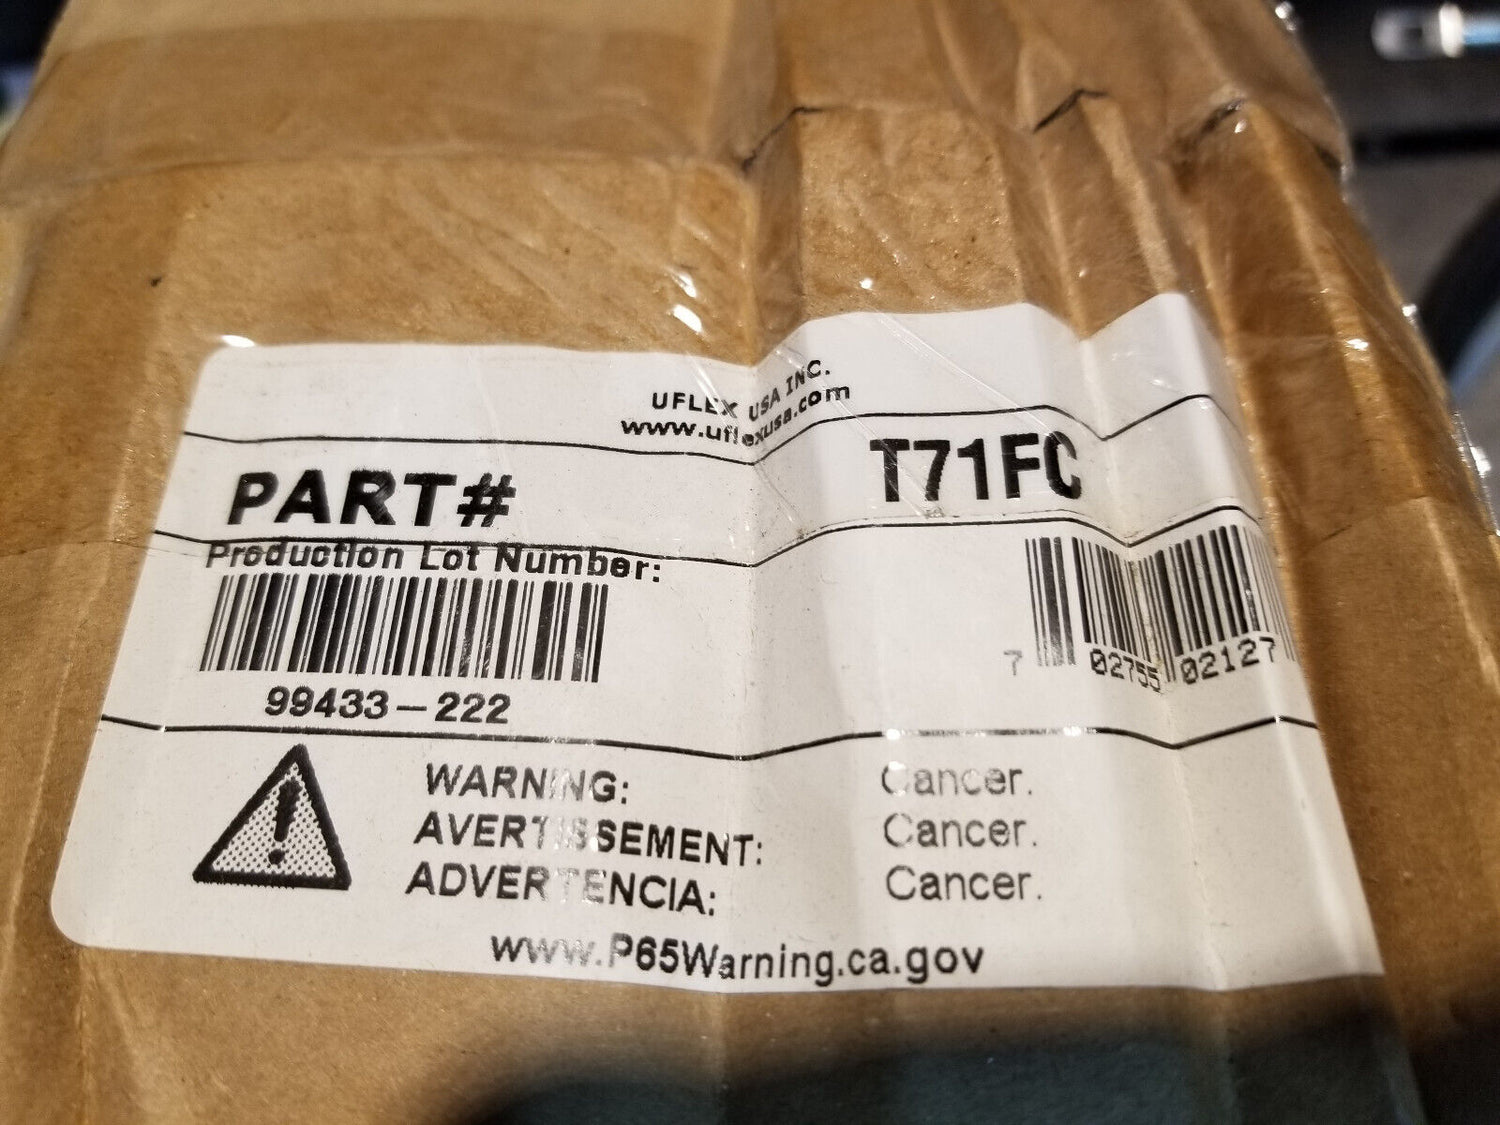 UFLEX USA INC.
www.uflexusa.com
PART# T71FC
Production Lot Number:
99433-222
7 02755 02127
WARNING: Cancer.
AVERTISSEMENT: Cancer.
ADVERTENCIA: Cancer.
www.P65Warning.ca.gov